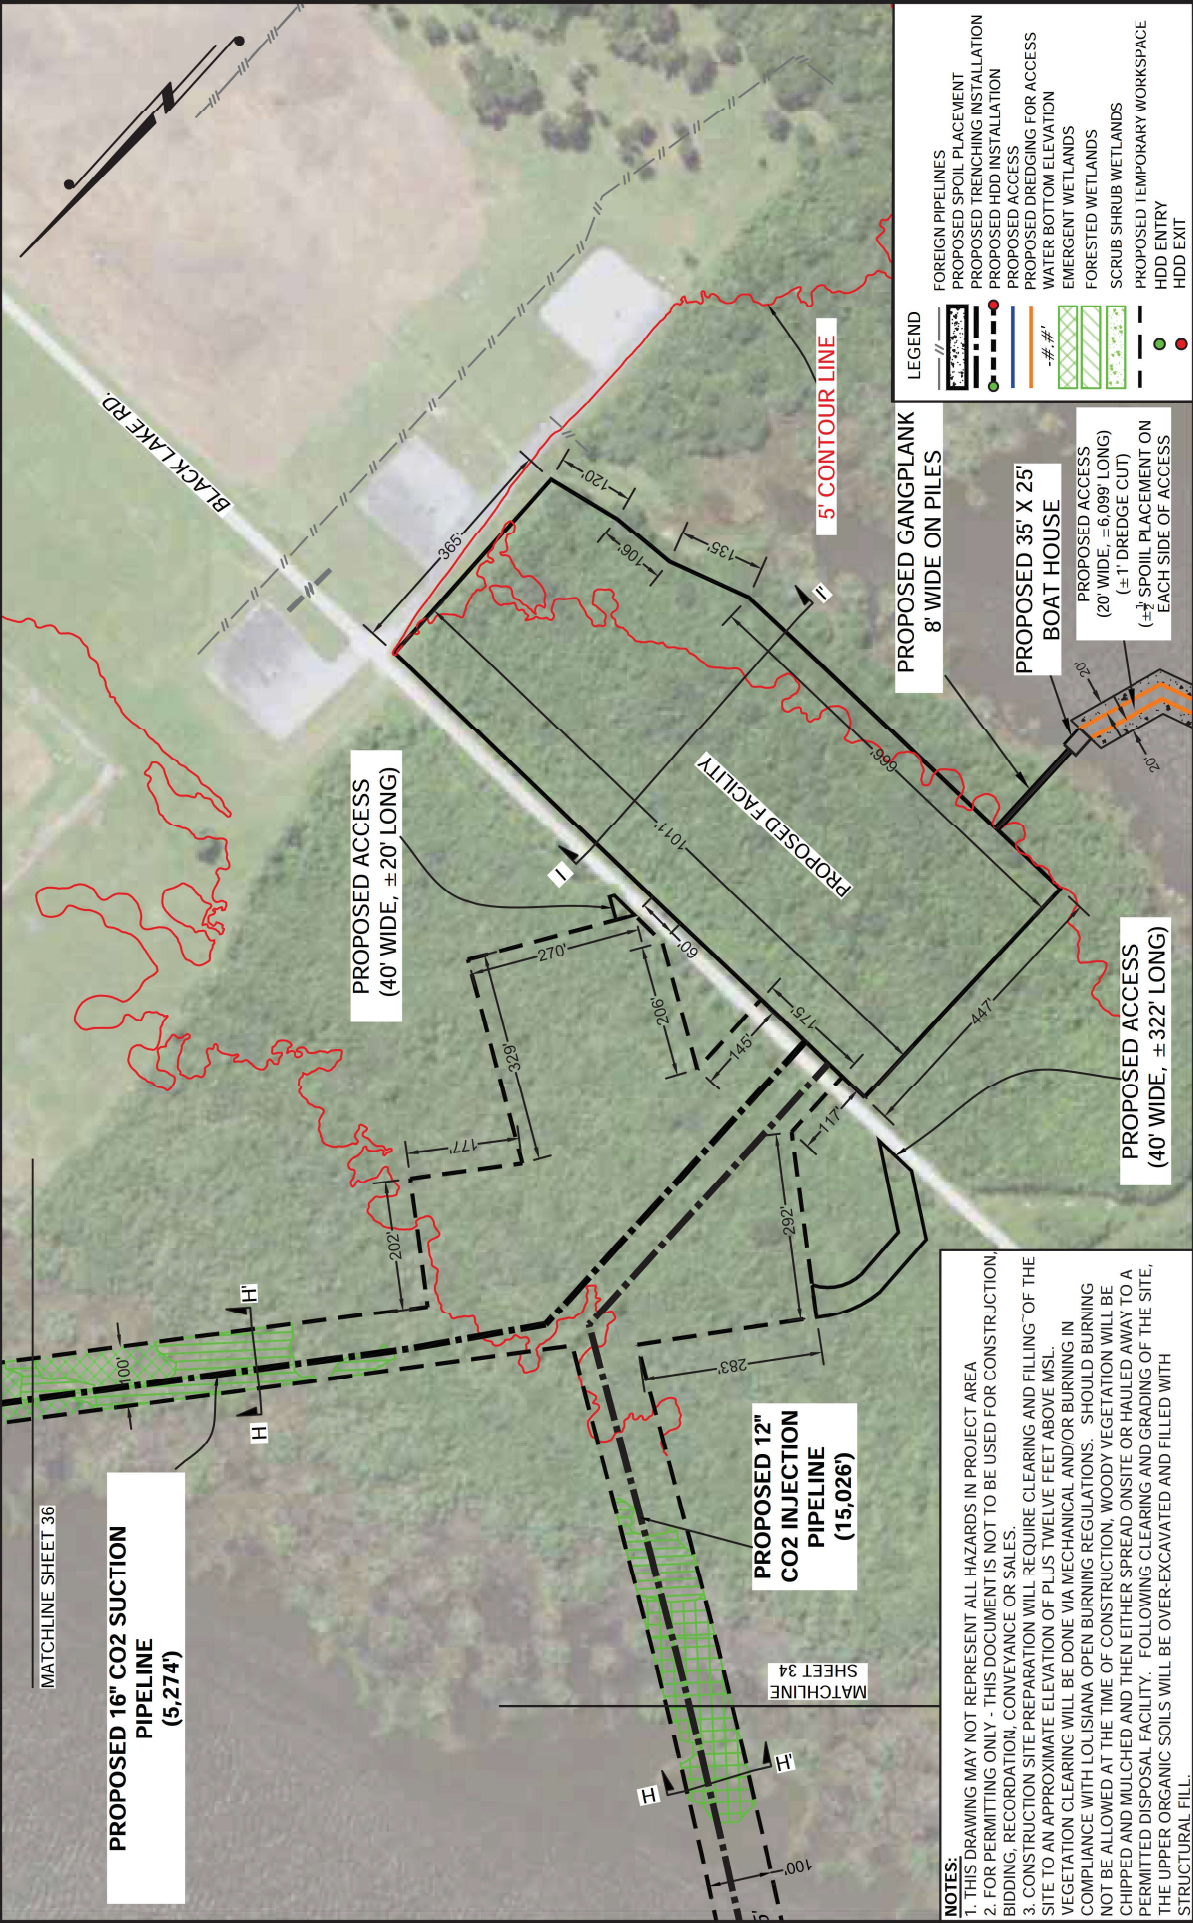 MATCHLINE SHEET 36
PROPOSED 16" CO2 SUCTION
PIPELINE
(5,274')
100'
H
H'
202'
177'
329'
270'
206'
145'
60'
175'
117'
292'
283'
PROPOSED ACCESS
(40' WIDE, ±20' LONG)
BLACK LAKE RD.
365'
120'
106'
135'
I
I'
1011'
666'
447'
PROPOSED FACILITY
5' CONTOUR LINE
PROPOSED GANGPLANK
8' WIDE ON PILES
PROPOSED 35' X 25'
BOAT HOUSE
PROPOSED ACCESS
(20' WIDE, ±6,099' LONG)
(±1' DREDGE CUT)
SPOIL PLACEMENT ON
EACH SIDE OF ACCESS
20'
20'
PROPOSED ACCESS
(40' WIDE, ±322' LONG)
PROPOSED 12"
CO2 INJECTION
PIPELINE
(15,026')
MATCHLINE
SHEET 34
H
H'
100'
LEGEND
FOREIGN PIPELINES
PROPOSED SPOIL PLACEMENT
PROPOSED TRENCHING INSTALLATION
PROPOSED HDD INSTALLATION
PROPOSED ACCESS
PROPOSED DREDGING FOR ACCESS
-#.#' WATER BOTTOM ELEVATION
EMERGENT WETLANDS
FORESTED WETLANDS
SCRUB SHRUB WETLANDS
PROPOSED TEMPORARY WORKSPACE
HDD ENTRY
HDD EXIT
NOTES:
1. THIS DRAWING MAY NOT REPRESENT ALL HAZARDS IN PROJECT AREA
2. FOR PERMITTING ONLY - THIS DOCUMENT IS NOT TO BE USED FOR CONSTRUCTION,
BIDDING, RECORDATION, CONVEYANCE OR SALES.
3. CONSTRUCTION SITE PREPARATION WILL REQUIRE CLEARING AND FILLING OF THE
SITE TO AN APPROXIMATE ELEVATION OF PLUS TWELVE FEET ABOVE MSL.
VEGETATION CLEARING WILL BE DONE VIA MECHANICAL AND/OR BURNING IN
COMPLIANCE WITH LOUISIANA OPEN BURNING REGULATIONS. SHOULD BURNING
NOT BE ALLOWED AT THE TIME OF CONSTRUCTION, WOODY VEGETATION WILL BE
CHIPPED AND MULCHED AND THEN EITHER SPREAD ONSITE OR HAULED AWAY TO A
PERMITTED DISPOSAL FACILITY. FOLLOWING CLEARING AND GRADING OF THE SITE,
THE UPPER ORGANIC SOILS WILL BE OVER-EXCAVATED AND FILLED WITH
STRUCTURAL FILL.